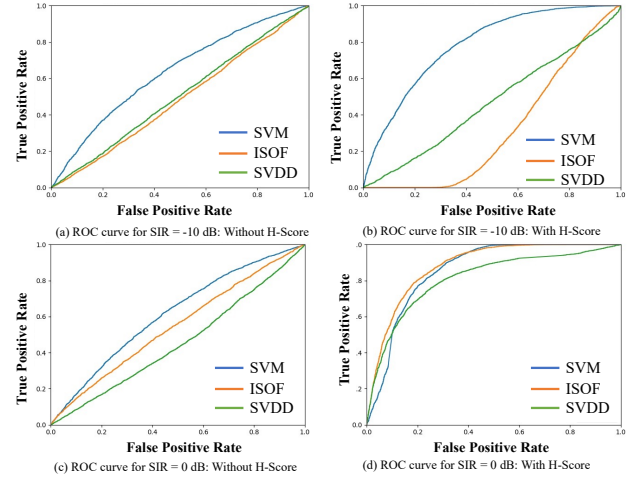 1.0
0.8
0.6
0.4
0.2
0.0
True Positive Rate
SVM
ISOF
SVDD
0.0 0.2 0.4 0.6 0.8 1.0
False Positive Rate
(a) ROC curve for SIR = -10 dB: Without H-Score
1.0
0.8
0.6
0.4
0.2
0.0
True Positive Rate
SVM
ISOF
SVDD
0.0 0.2 0.4 0.6 0.8 1.0
False Positive Rate
(b) ROC curve for SIR = -10 dB: With H-Score
1.0
0.8
0.6
0.4
0.2
0.0
True Positive Rate
SVM
ISOF
SVDD
0.0 0.2 0.4 0.6 0.8 1.0
False Positive Rate
(c) ROC curve for SIR = 0 dB: Without H-Score
.0
.8
.6
.4
.2
0.0
True Positive Rate
SVM
ISOF
SVDD
0.0 0.2 0.4 0.6 0.8 1.0
False Positive Rate
(d) ROC curve for SIR = 0 dB: With H-Score